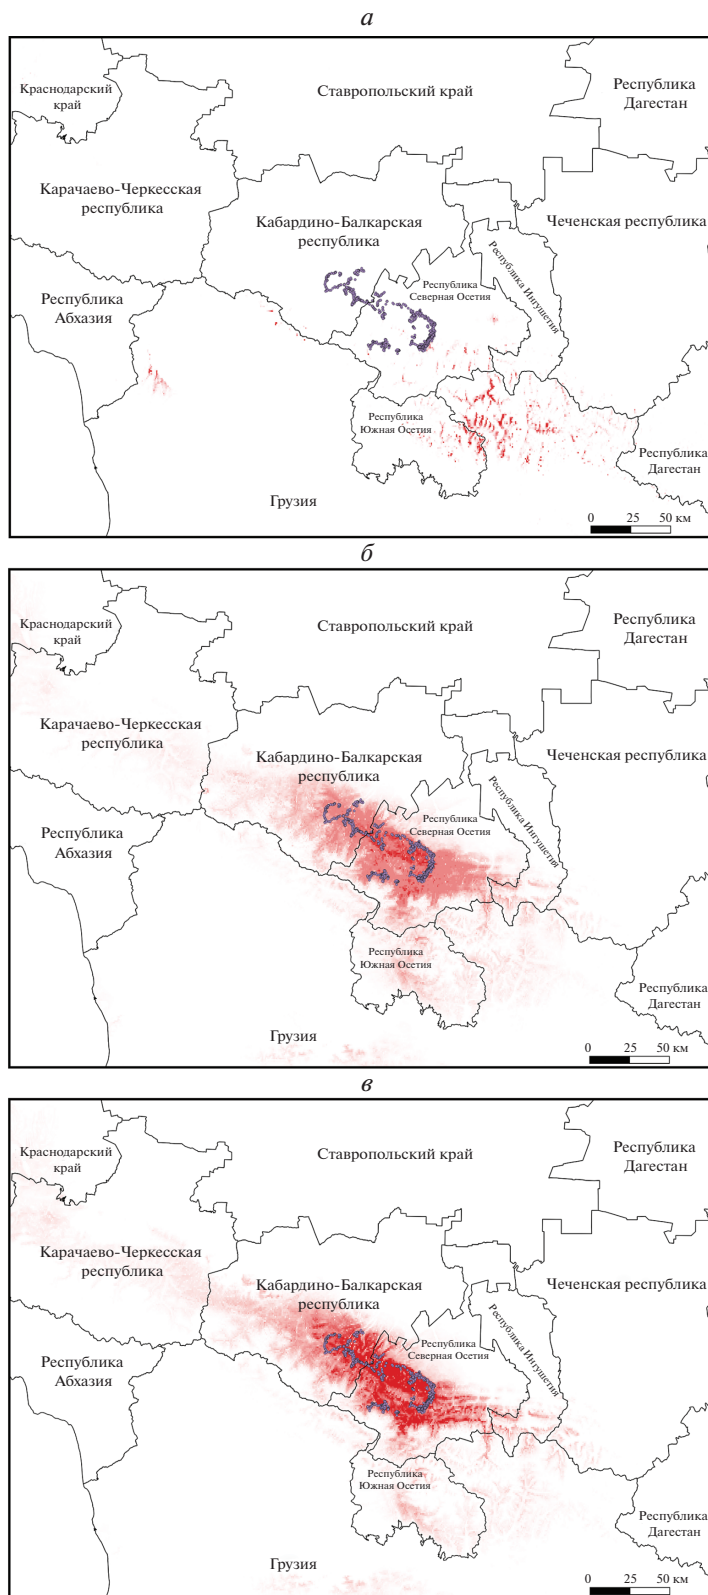 а
Краснодарский
край
Ставропольский край
Республика
Дагестан
Карачаево-Черкесская
республика
Кабардино-Балкарская
республика
Чеченская республика
Республика Ингушетия
Республика
Северная Осетия
Республика
Абхазия
Республика
Южная Осетия
Республика
Дагестан
Грузия
0 25 50 км
б
Краснодарский
край
Ставропольский край
Республика
Дагестан
Карачаево-Черкесская
республика
Кабардино-Балкарская
республика
Чеченская республика
Республика Ингушетия
Республика
Северная Осетия
Республика
Абхазия
Республика
Южная Осетия
Республика
Дагестан
Грузия
0 25 50 км
в
Краснодарский
край
Ставропольский край
Республика
Дагестан
Карачаево-Черкесская
республика
Кабардино-Балкарская
республика
Чеченская республика
Республика Ингушетия
Республика
Северная Осетия
Республика
Абхазия
Республика
Южная Осетия
Республика
Дагестан
Грузия
0 25 50 км